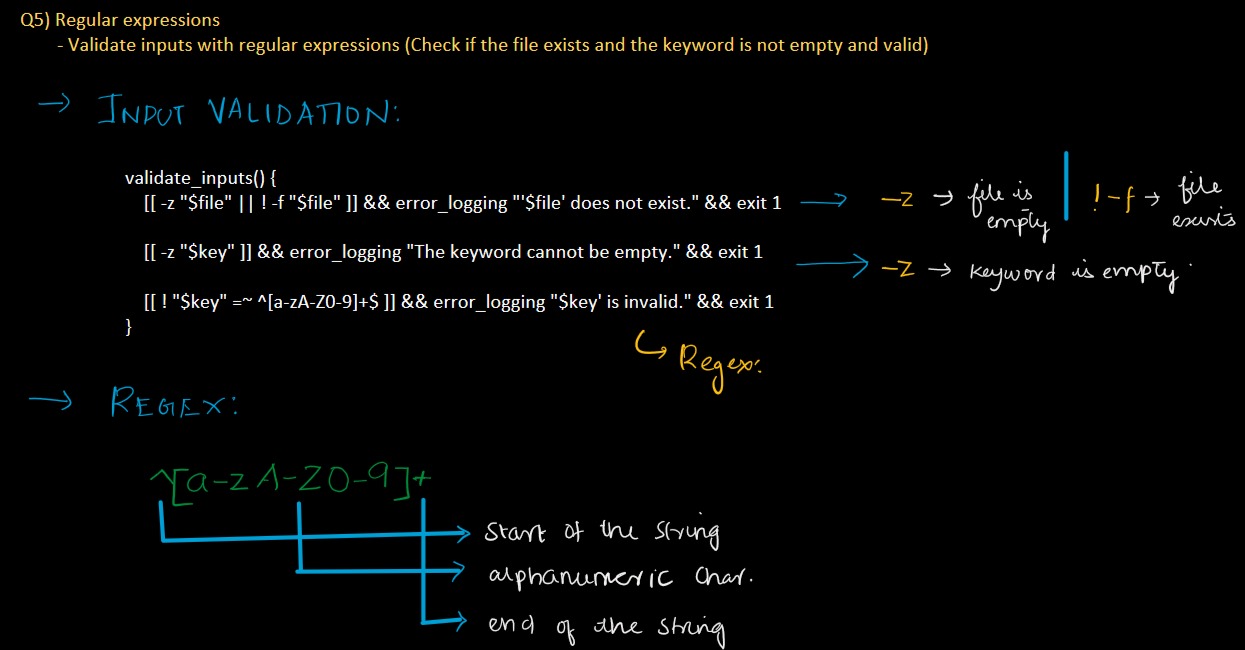 Q5) Regular expressions
- Validate inputs with regular expressions (Check if the file exists and the keyword is not empty and valid)
→ INPUT VALIDATION:
validate_inputs() {
[[ -z "$file" || ! -f "$file" ]] && error_logging "'$file' does not exist." && exit 1 → -z → file is empty | ! -f → file exists
[[ -z "$key" ]] && error_logging "The keyword cannot be empty." && exit 1 → -z → keyword is empty.
[[ ! "$key" =~ ^[a-zA-Z0-9]+$ ]] && error_logging "$key' is invalid." && exit 1
}
↳ Regex:
→ REGEX:
^[a-zA-Z0-9]+
→ start of the string
→ alphanumeric char.
→ end of the string